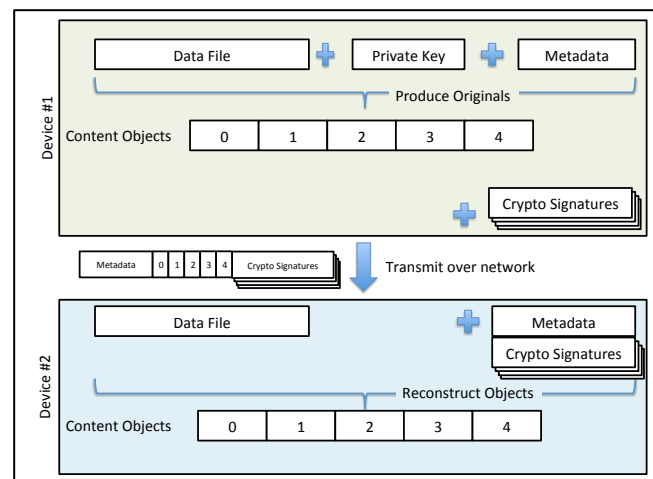 Device #1
Data File
Private Key
Metadata
Produce Originals
Content Objects
0 1 2 3 4
Crypto Signatures
Metadata 0 1 2 3 4 Crypto Signatures
Transmit over network
Device #2
Data File
Metadata
Crypto Signatures
Reconstruct Objects
Content Objects
0 1 2 3 4